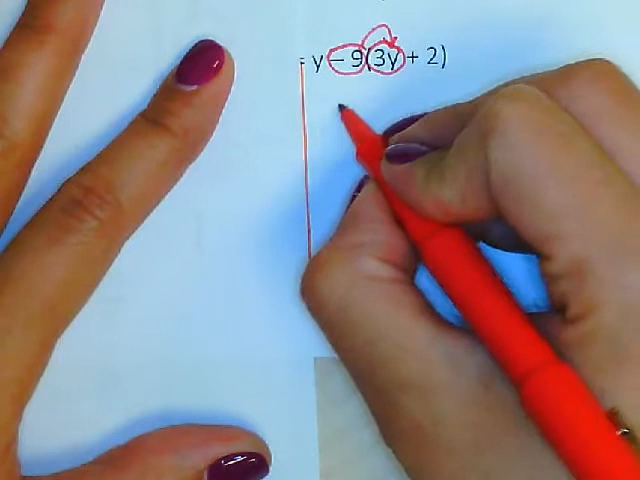 = y − 9(3y + 2)